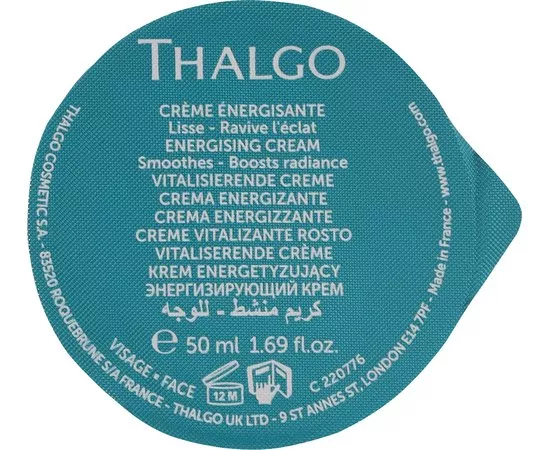 THALGO
CRÈME ÉNERGISANTE
Lisse - Ravive l'éclat
ENERGISING CREAM
Smoothes - Boosts radiance
VITALISIERENDE CREME
CREMA ENERGIZANTE
CREMA ENERGIZZANTE
CREME VITALIZANTE ROSTO
VITALISERENDE CRÈME
KREM ENERGETYZUJĄCY
ЭНЕРГИЗИРУЮЩИЙ КРЕМ
كريم منشط - للوجه
e 50 ml 1.69 fl.oz.
VISAGE • FACE
12 M
C 220776
THALGO COSMETIC S.A. - 83520 ROQUEBRUNE S/A FRANCE - THALGO UK LTD - 9 ST ANNES ST. LONDON E14 7PF - Made in France - www.thalgo.com